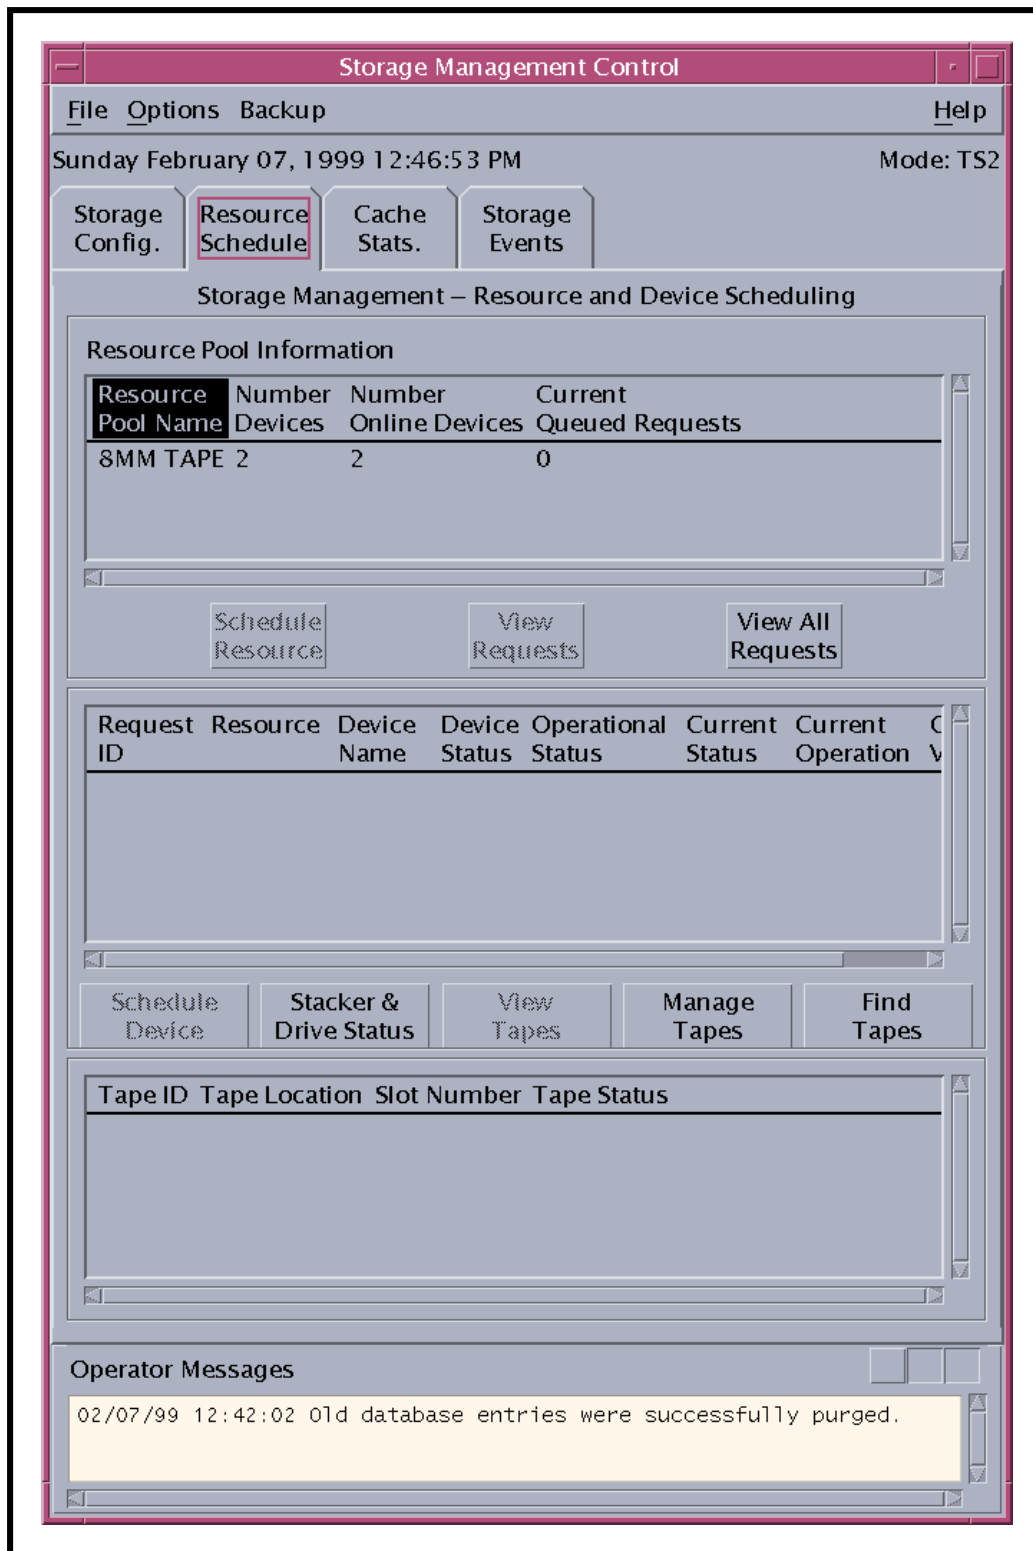 Storage Management Control
File Options Backup Help
Sunday February 07, 1999 12:46:53 PM Mode: TS2
Storage Config.
Resource Schedule
Cache Stats.
Storage Events
Storage Management – Resource and Device Scheduling
Resource Pool Information
Resource Number Number Current
Pool Name Devices Online Devices Queued Requests
8MM TAPE 2 2 0
Schedule Resource
View Requests
View All Requests
Request Resource Device Device Operational Current Current C
ID Name Status Status Status Operation V
Schedule Device
Stacker & Drive Status
View Tapes
Manage Tapes
Find Tapes
Tape ID Tape Location Slot Number Tape Status
Operator Messages
02/07/99 12:42:02 Old database entries were successfully purged.